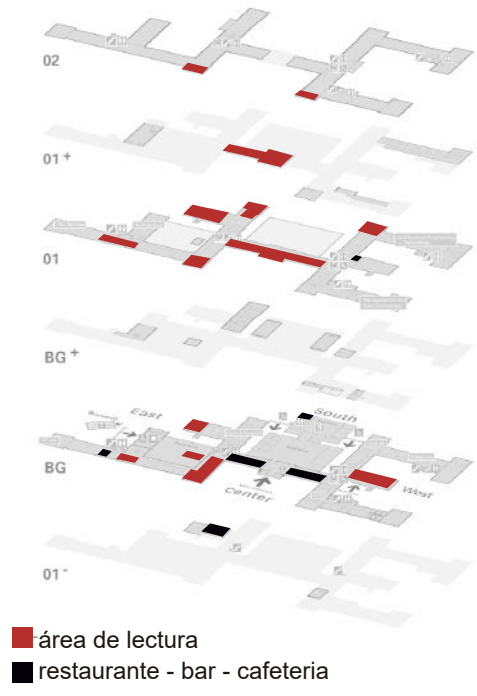 02
01 +
01
BG +
East
South
BG
West
Center
01 -
área de lectura
restaurante - bar - cafeteria